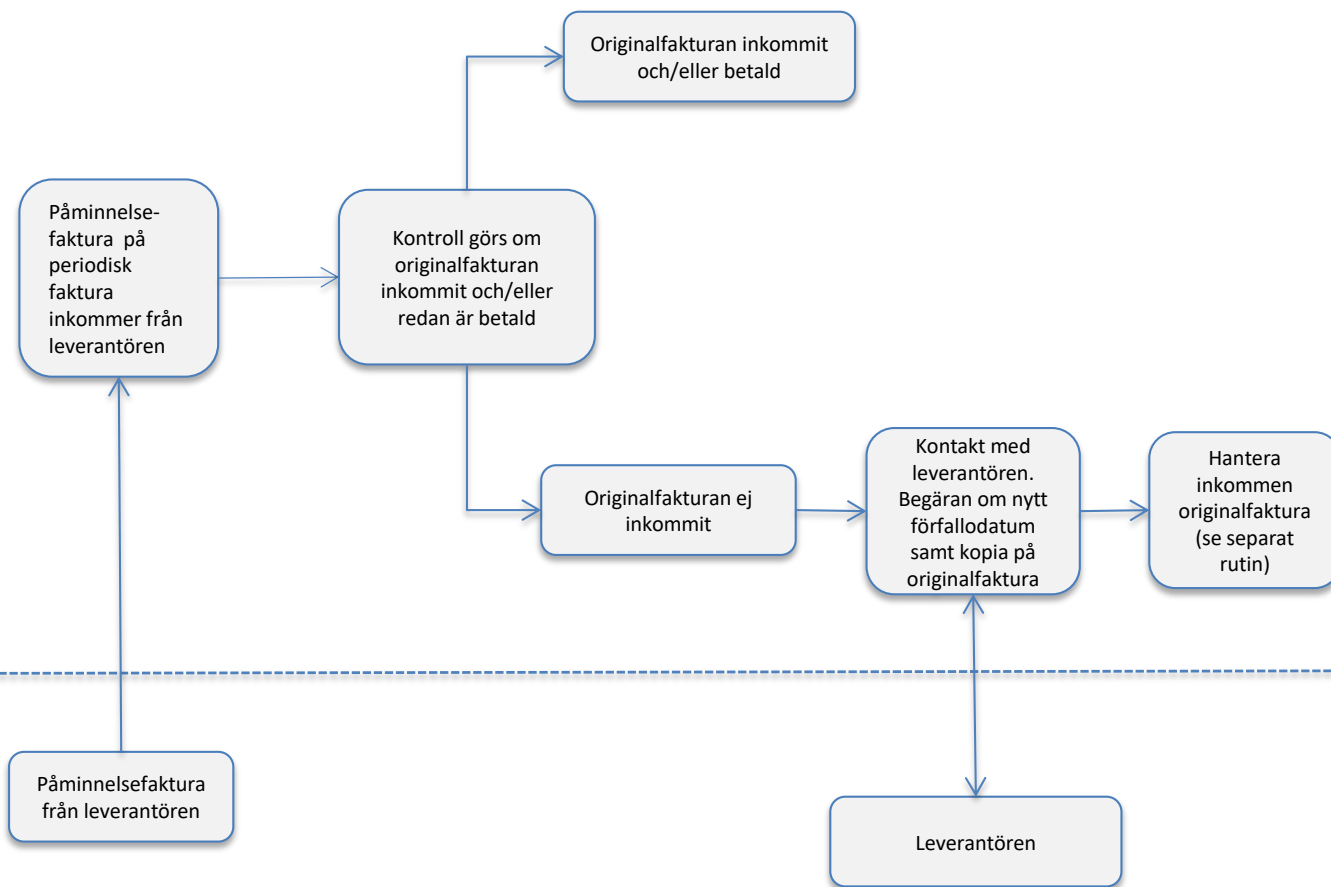 Originalfakturan inkommit
och/eller betald
Påminnelse-
faktura på
periodisk
faktura
inkommer från
leverantören
Kontroll görs om
originalfakturan
inkommit och/eller
redan är betald
Originalfakturan ej
inkommit
Kontakt med
leverantören.
Begäran om nytt
förfallodatum
samt kopia på
originalfaktura
Hantera
inkommen
originalfaktura
(se separat
rutin)
Påminnelsefaktura
från leverantören
Leverantören